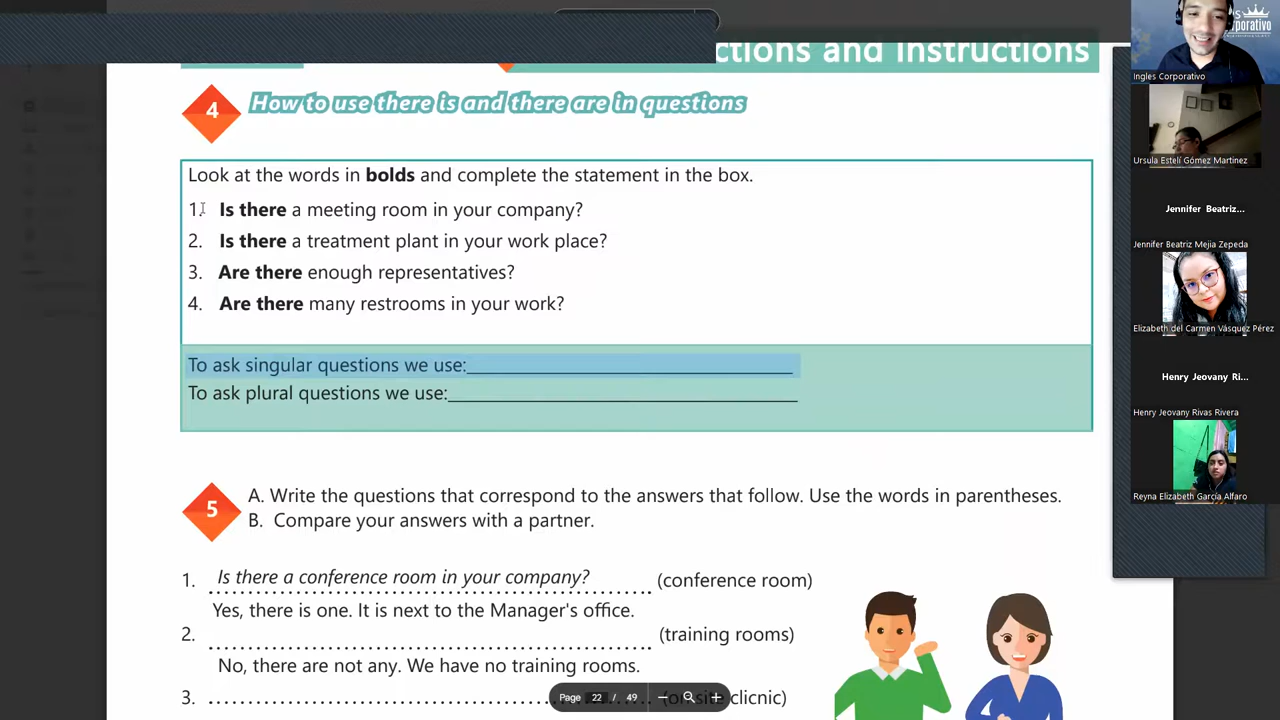 ctions and Instructions
4
How to use there is and there are in questions
Look at the words in bolds and complete the statement in the box.
1. Is there a meeting room in your company?
2. Is there a treatment plant in your work place?
3. Are there enough representatives?
4. Are there many restrooms in your work?
To ask singular questions we use:
To ask plural questions we use:
5
A. Write the questions that correspond to the answers that follow. Use the words in parentheses.
B. Compare your answers with a partner.
1. Is there a conference room in your company? (conference room)
Yes, there is one. It is next to the Manager's office.
2. (training rooms)
No, there are not any. We have no training rooms.
3. (on site clicnic)
Page 22 / 49
Ingles Corporativo
Ursula Estelí Gómez Martinez
Jennifer Beatriz...
Jennifer Beatriz Mejia Zepeda
Elizabeth del Carmen Vásquez Pérez
Henry Jeovany Ri...
Henry Jeovany Rivas Rivera
Reyna Elizabeth García Alfaro